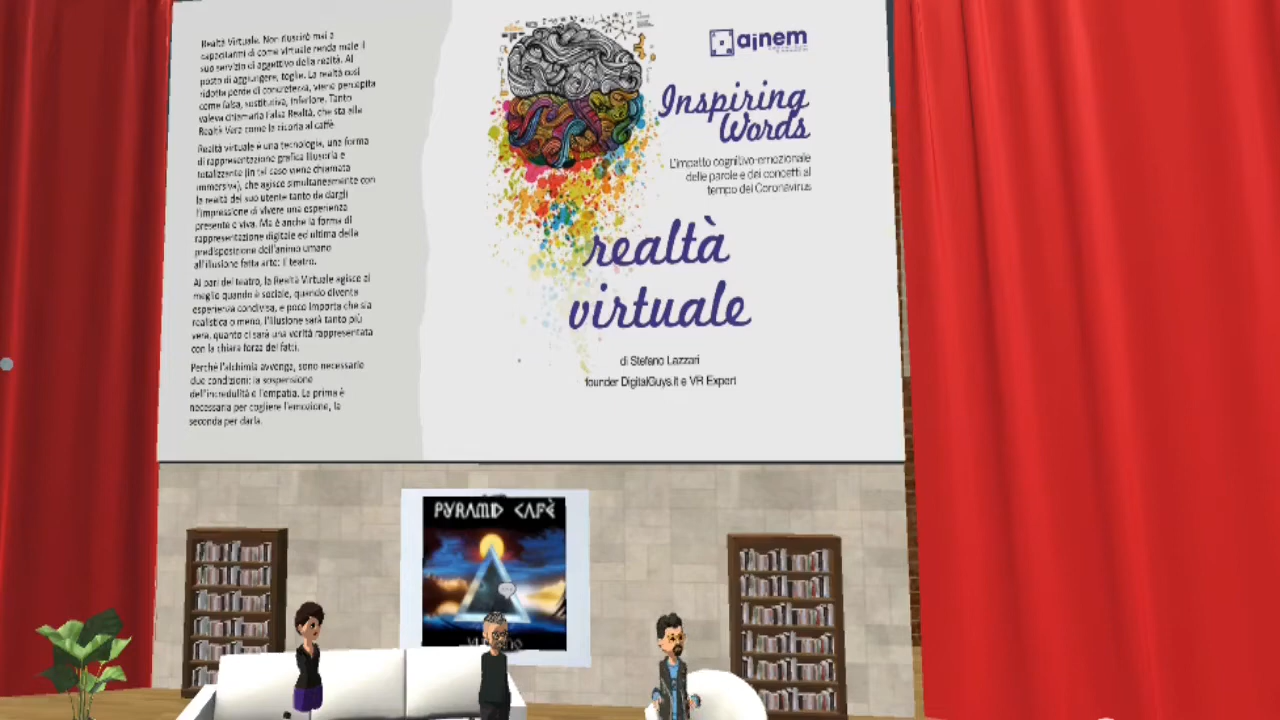 Realtà Virtuale. Non riuscirò mai a
capacitarmi di come virtuale renda male il
suo servizio di aggettivo della realtà. Al
posto di aggiungere, toglie. La realtà così
ridotta perde di concretezza, viene percepita
come falsa, sostitutiva, inferiore. Tanto
valeva chiamarla Falsa Realtà, che sta alla
Realtà Vera come la cicoria al caffè
Realtà virtuale è una tecnologia, una forma
di rappresentazione grafica illusoria e
totalizzante (in tal caso viene chiamata
immersiva), che agisce simultaneamente con
la realtà del suo utente tanto da dargli
l'impressione di vivere una esperienza
presente e viva. Ma è anche la forma di
rappresentazione digitale ed ultima della
predisposizione dell'animo umano
all'illusione fatta arte: il teatro.
Al pari del teatro, la Realtà Virtuale agisce al
meglio quando è sociale, quando diventa
esperienza condivisa, e poco importa che sia
realistica o meno, l'illusione sarà tanto più
vera, quanto ci sarà una verità rappresentata
con la chiara forza dei fatti.
Perché l'alchimia avvenga, sono necessarie
due condizioni: la sospensione
dell'incredulità e l'empatia. La prima è
necessaria per cogliere l'emozione, la
seconda per darla.
ainem
Inspiring
Words
L'impatto cognitivo-emozionale
delle parole e dei concetti al
tempo del Coronavirus
realtà
virtuale
di Stefano Lazzari
founder DigitalGuys.it e VR Expert
PYRAMID CAFÈ